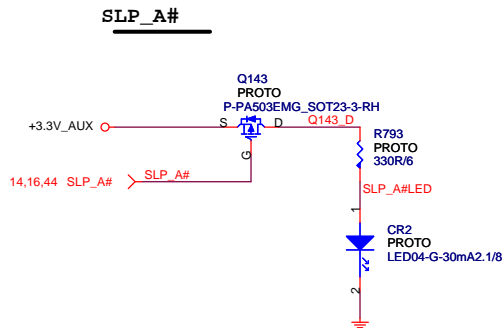 SLP_A#
Q143
PROTO
P-PA503EMG_SOT23-3-RH
+3.3V_AUX
S
D
Q143_D
G
R793
PROTO
330R/6
14,16,44 SLP_A#
SLP_A#
SLP_A#LED
1
CR2
PROTO
LED04-G-30mA2.1/8
2